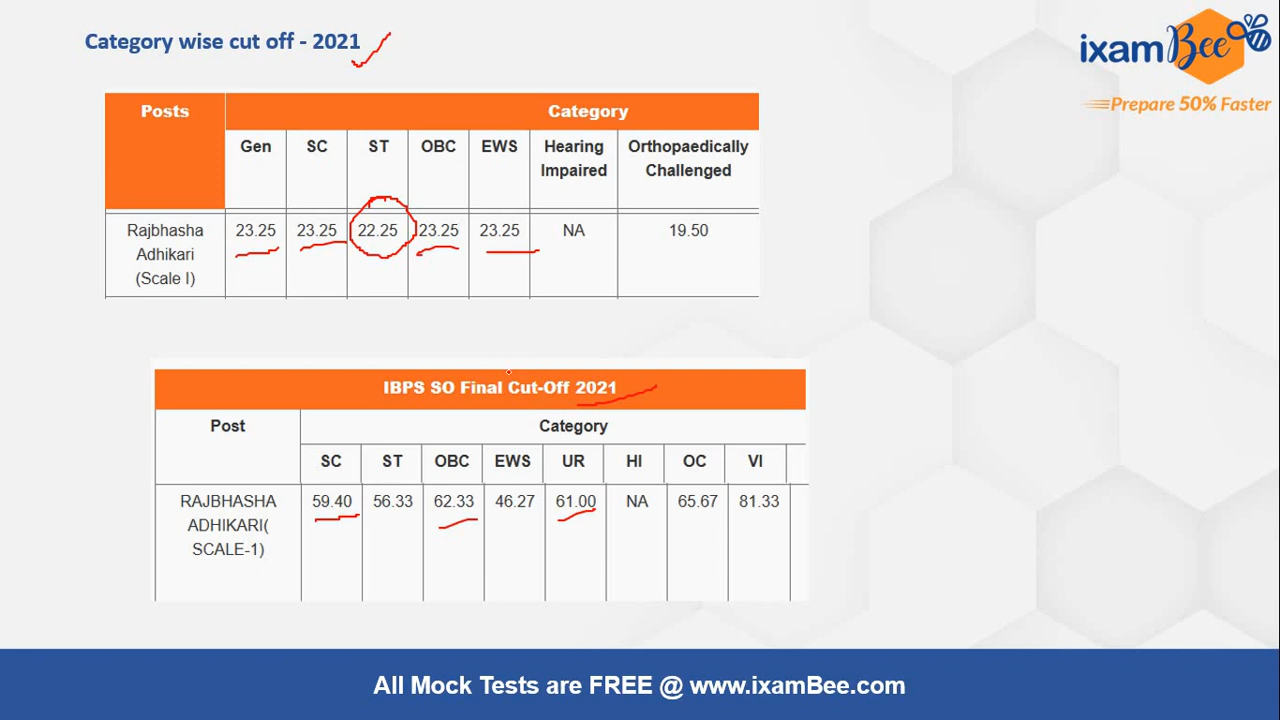 Category wise cut off - 2021
ixamBee
Prepare 50% Faster
Posts Category
Gen SC ST OBC EWS Hearing Impaired Orthopaedically Challenged
Rajbhasha Adhikari (Scale I) 23.25 23.25 22.25 23.25 23.25 NA 19.50
IBPS SO Final Cut-Off 2021
Post Category
SC ST OBC EWS UR HI OC VI
RAJBHASHA ADHIKARI( SCALE-1) 59.40 56.33 62.33 46.27 61.00 NA 65.67 81.33
All Mock Tests are FREE @ www.ixamBee.com